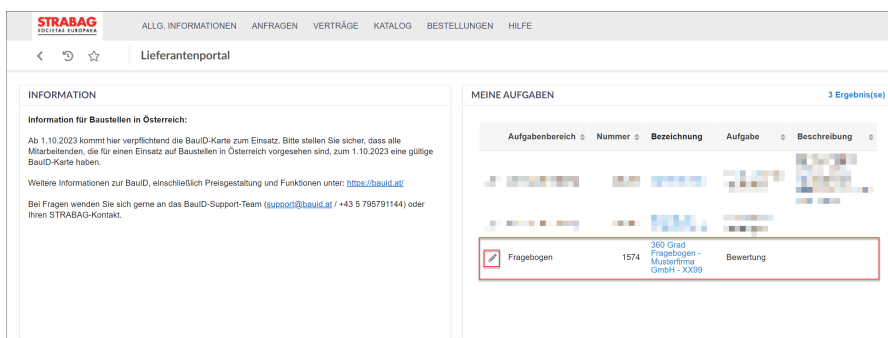 STRABAG
SOCIETAS EUROPAEA
ALLG. INFORMATIONEN ANFRAGEN VERTRÄGE KATALOG BESTELLUNGEN HILFE
Lieferantenportal
INFORMATION
Information für Baustellen in Österreich:
Ab 1.10.2023 kommt hier verpflichtend die BauID-Karte zum Einsatz. Bitte stellen Sie sicher, dass alle
Mitarbeitenden, die für einen Einsatz auf Baustellen in Österreich vorgesehen sind, zum 1.10.2023 eine gültige
BauID-Karte haben.
Weitere Informationen zur BauID, einschließlich Preisgestaltung und Funktionen unter: https://bauid.at/
Bei Fragen wenden Sie sich gerne an das BauID-Support-Team (support@bauid.at / +43 5 795791144) oder
Ihren STRABAG-Kontakt.
MEINE AUFGABEN 3 Ergebnis(se)
Aufgabenbereich Nummer Bezeichnung Aufgabe Beschreibung
360 Grad
Fragebogen -
Fragebogen 1574 Musterfirma Bewertung
GmbH - XX99